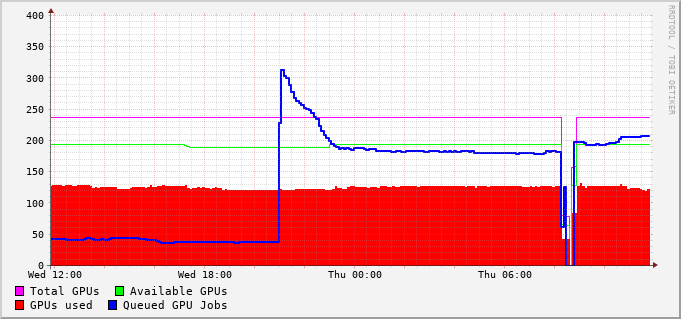 400
350
300
250
200
150
100
50
0
Wed 12:00 Wed 18:00 Thu 00:00 Thu 06:00
Total GPUs Available GPUs
GPUs used Queued GPU Jobs
RRDTOOL / TOBI OETIKER